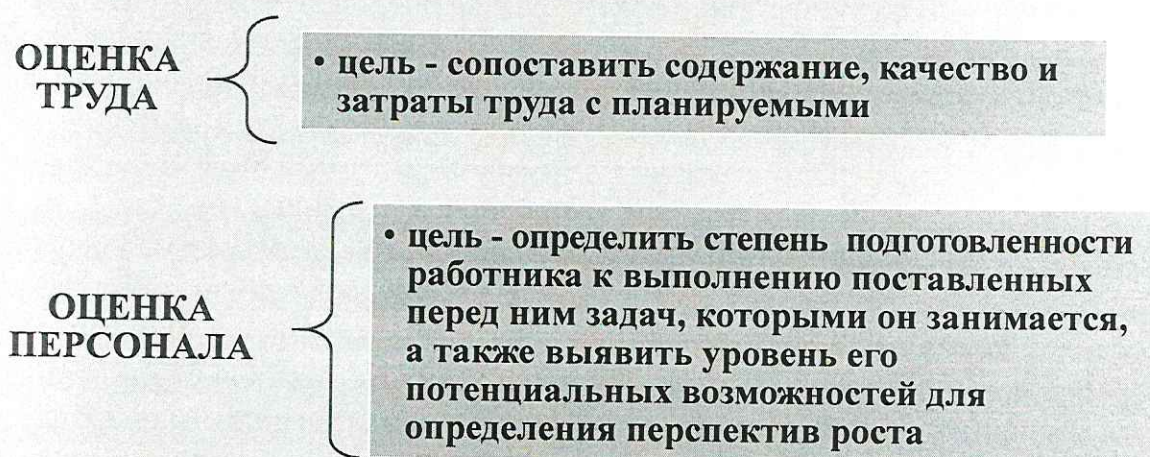 ОЦЕНКА
ТРУДА
• цель - сопоставить содержание, качество и
затраты труда с планируемыми
ОЦЕНКА
ПЕРСОНАЛА
• цель - определить степень подготовленности
работника к выполнению поставленных
перед ним задач, которыми он занимается,
а также выявить уровень его
потенциальных возможностей для
определения перспектив роста